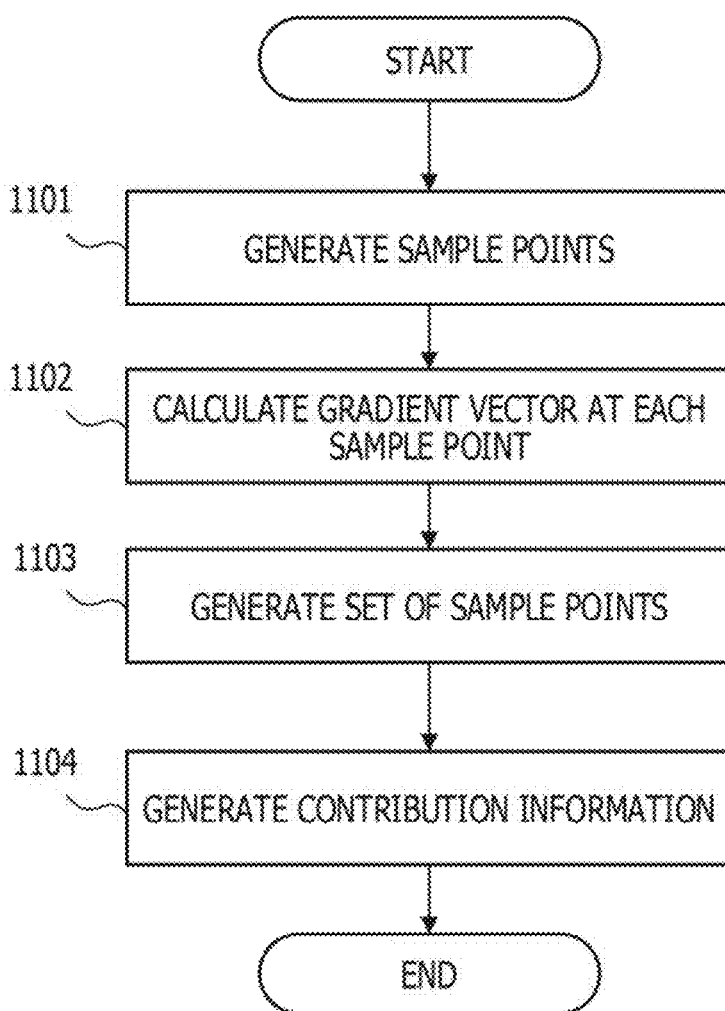 START
1101
GENERATE SAMPLE POINTS
1102
CALCULATE GRADIENT VECTOR AT EACH
SAMPLE POINT
1103
GENERATE SET OF SAMPLE POINTS
1104
GENERATE CONTRIBUTION INFORMATION
END